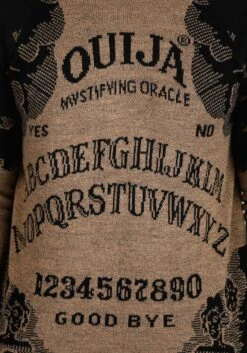 OUIJA®
MYSTIFYING ORACLE
YES NO
ABCDEFGHIJKLM
NOPQRSTUVWXYZ
1234567890
GOOD BYE